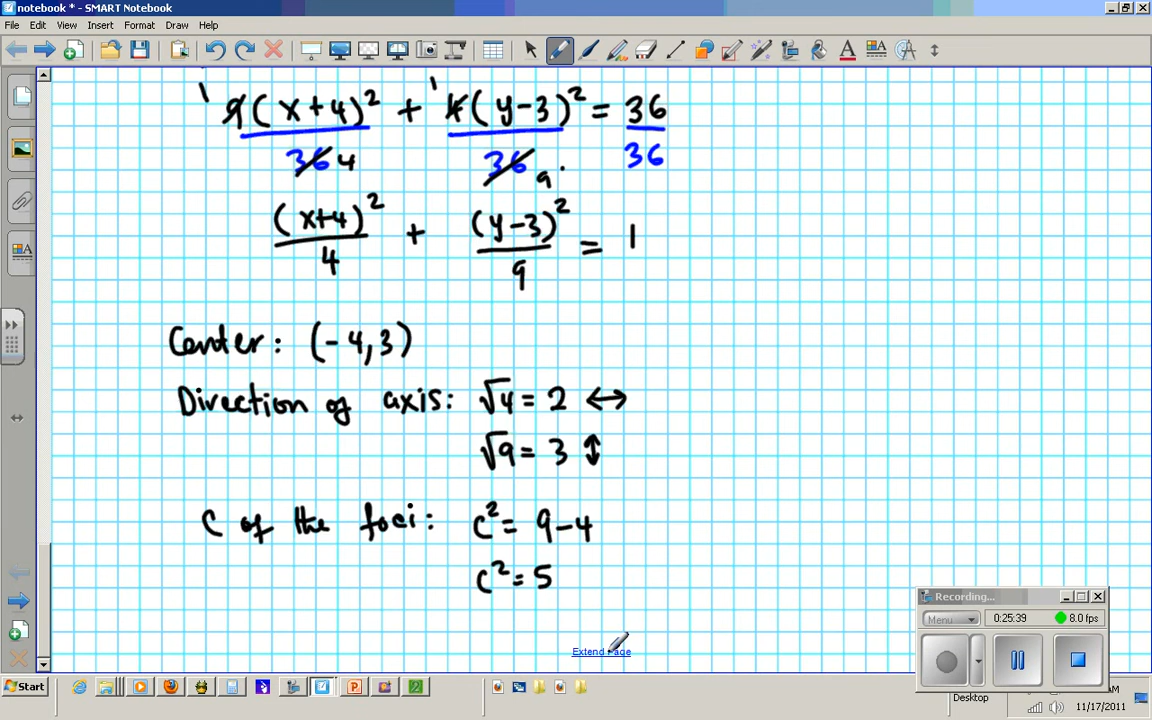 notebook * - SMART Notebook
File Edit View Insert Format Draw Help
1 9(x+4)² + 1 4(y-3)² = 36
36 4 36 9 36
(x+4)² + (y-3)² = 1
4 9
Center: (-4,3)
Direction of axis: √4 = 2 ↔
√9 = 3 ↕
C of the foci: c² = 9-4
c² = 5
Extend Page
Recording...
Menu 0:25:39 8.0 fps
Start
Desktop
AM
11/17/2011